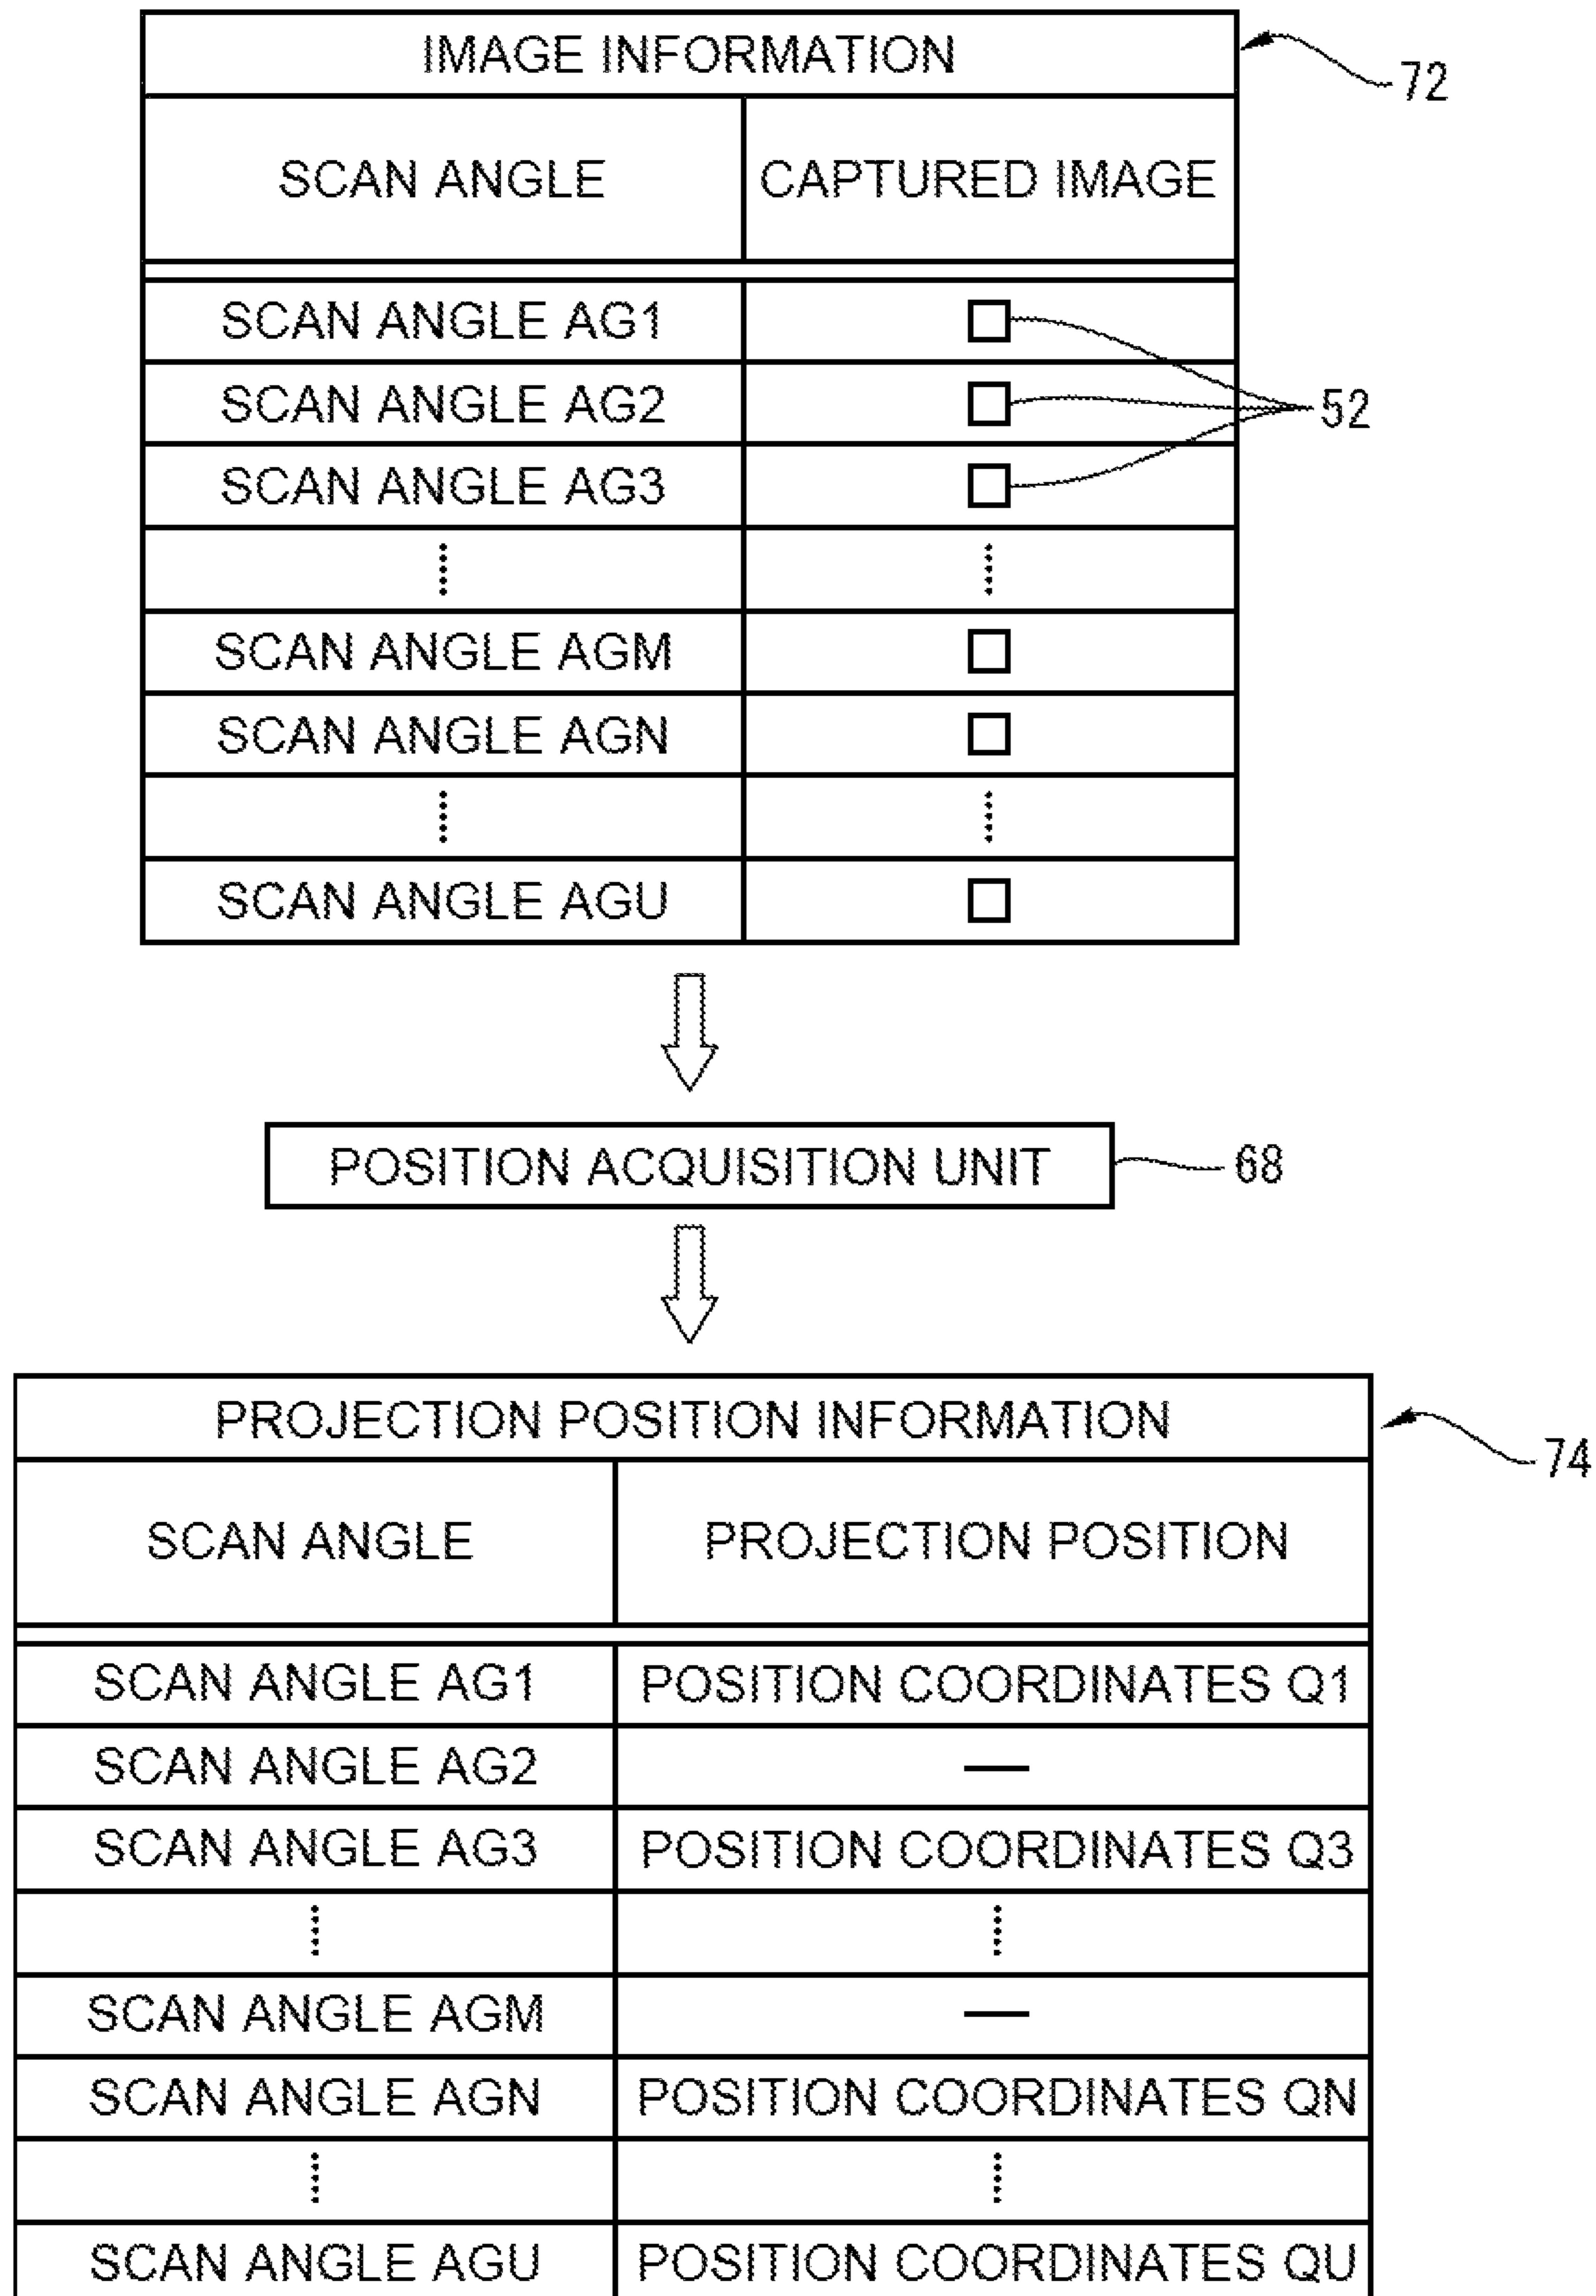 IMAGE INFORMATION
72
SCAN ANGLE CAPTURED IMAGE
SCAN ANGLE AG1
SCAN ANGLE AG2
52
SCAN ANGLE AG3
SCAN ANGLE AGM
SCAN ANGLE AGN
SCAN ANGLE AGU
POSITION ACQUISITION UNIT 68
PROJECTION POSITION INFORMATION
74
SCAN ANGLE PROJECTION POSITION
SCAN ANGLE AG1 POSITION COORDINATES Q1
SCAN ANGLE AG2 —
SCAN ANGLE AG3 POSITION COORDINATES Q3
SCAN ANGLE AGM —
SCAN ANGLE AGN POSITION COORDINATES QN
SCAN ANGLE AGU POSITION COORDINATES QU